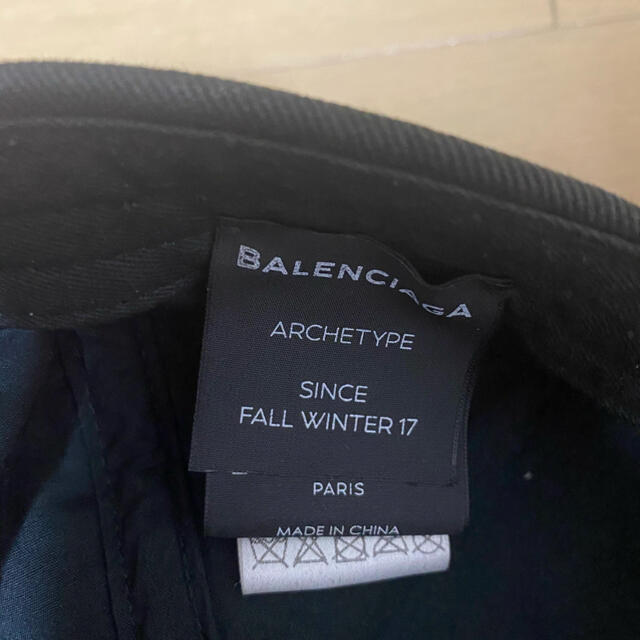 BALENCIAGA
ARCHETYPE
SINCE
FALL WINTER 17
PARIS
MADE IN CHINA